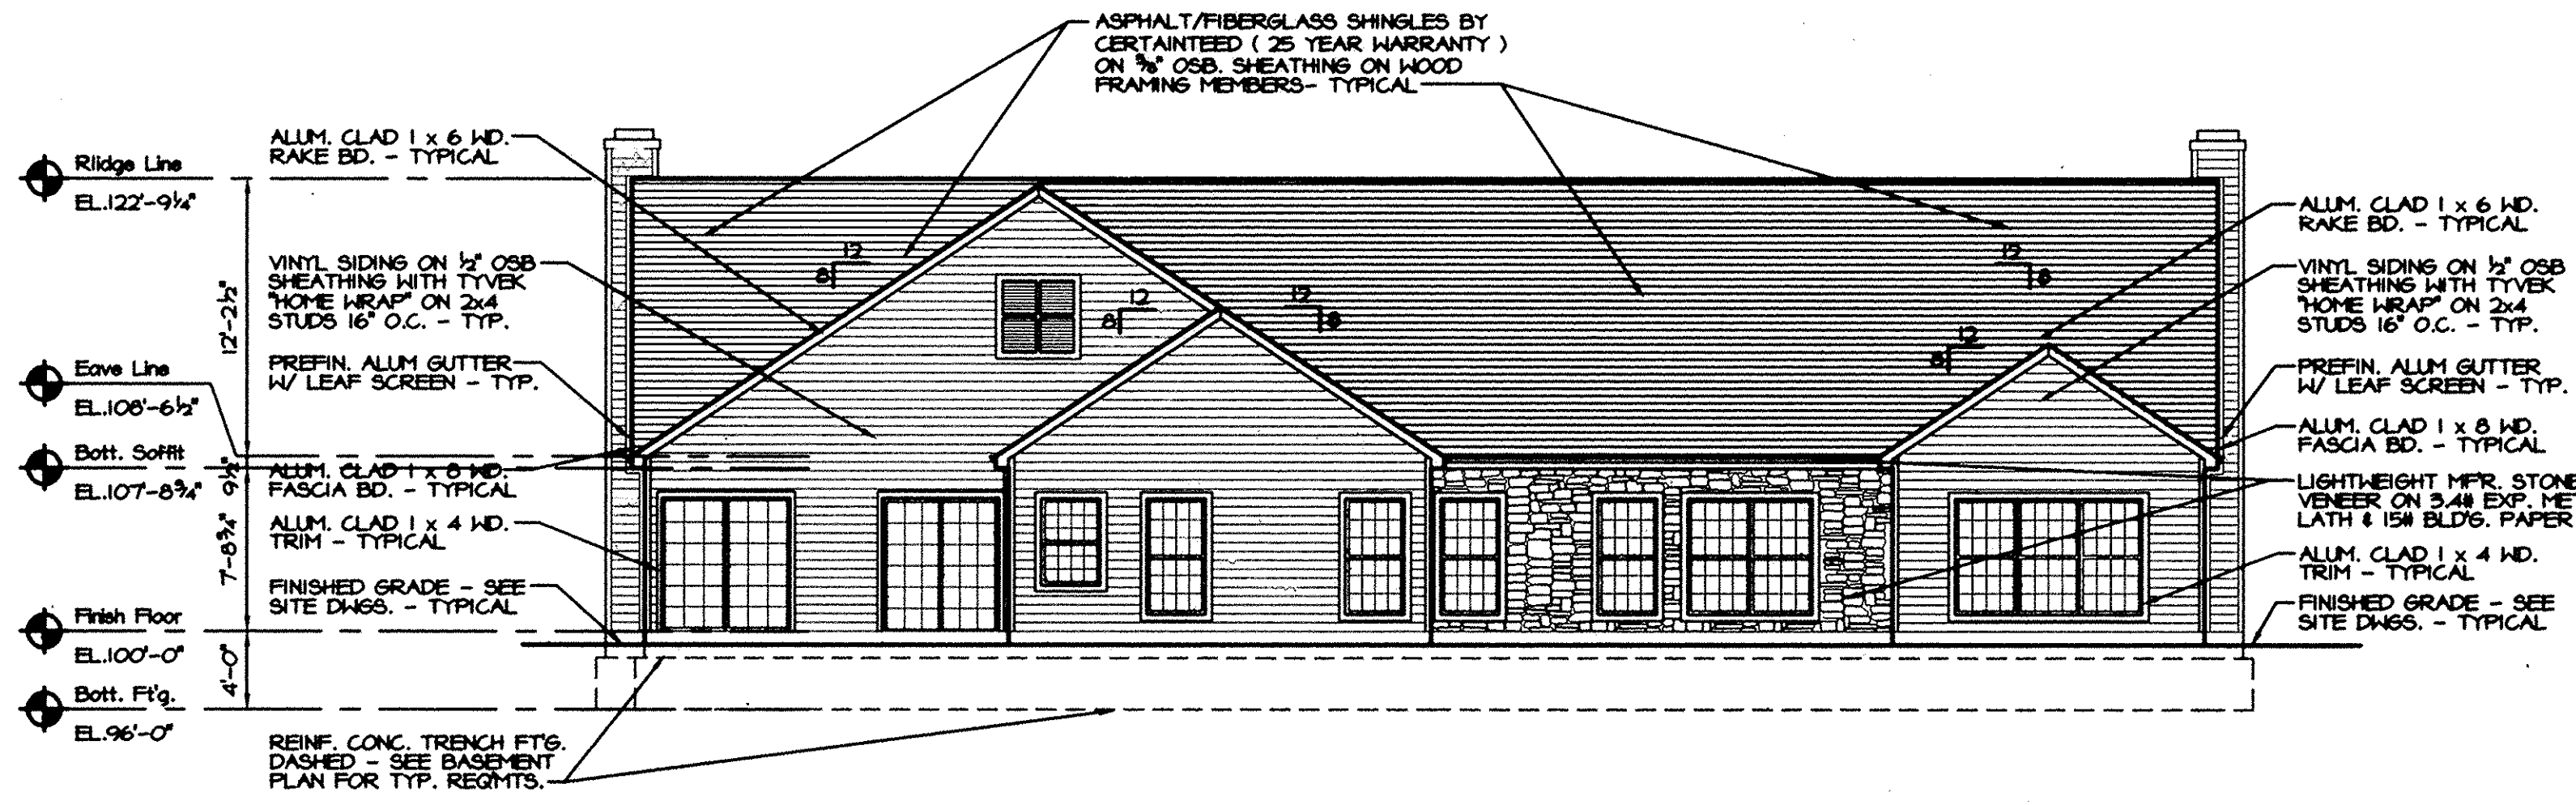 ASPHALT/FIBERGLASS SHINGLES BY
CERTAINTEED ( 25 YEAR WARRANTY )
ON 5/8" OSB. SHEATHING ON WOOD
FRAMING MEMBERS- TYPICAL
Rlidge Line
EL.122'-9¼"
Eave Line
EL.108'-6½"
Bott. Soffit
EL.107'-8¾"
Finish Floor
EL.100'-0"
Bott. Ft'g.
EL.96'-0"
12'-2½"
9½"
7'-8¾"
4'-0"
ALUM. CLAD 1 x 6 WD.
RAKE BD. - TYPICAL
VINYL SIDING ON ½" OSB
SHEATHING WITH TYVEK
"HOME WRAP" ON 2x4
STUDS 16" O.C. - TYP.
PREFIN. ALUM GUTTER
W/ LEAF SCREEN - TYP.
ALUM. CLAD 1 x 8 WD.
FASCIA BD. - TYPICAL
ALUM. CLAD 1 x 4 WD.
TRIM - TYPICAL
FINISHED GRADE - SEE
SITE DWGS. - TYPICAL
REINF. CONC. TRENCH FT'G.
DASHED - SEE BASEMENT
PLAN FOR TYP. REQ'MTS.
12
8
12
8
12
8
12
8
12
8
ALUM. CLAD 1 x 6 WD.
RAKE BD. - TYPICAL
VINYL SIDING ON ½" OSB
SHEATHING WITH TYVEK
"HOME WRAP" ON 2x4
STUDS 16" O.C. - TYP.
PREFIN. ALUM GUTTER
W/ LEAF SCREEN - TYP.
ALUM. CLAD 1 x 8 WD.
FASCIA BD. - TYPICAL
LIGHTWEIGHT MF'R. STONE
VENEER ON 3.4# EXP. ME
LATH & 15# BLD'G. PAPER
ALUM. CLAD 1 x 4 WD.
TRIM - TYPICAL
FINISHED GRADE - SEE
SITE DWGS. - TYPICAL